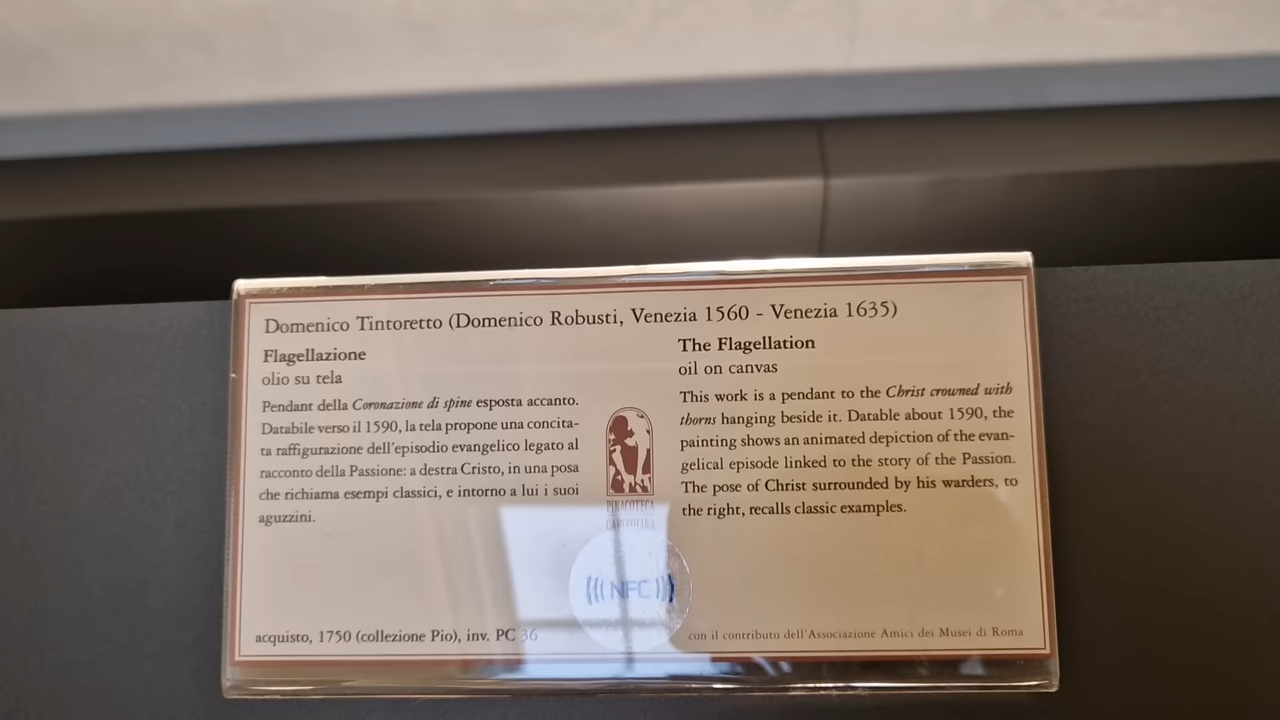 Domenico Tintoretto (Domenico Robusti, Venezia 1560 - Venezia 1635)
Flagellazione
olio su tela
Pendant della Coronazione di spine esposta accanto.
Databile verso il 1590, la tela propone una concita-
ta raffigurazione dell'episodio evangelico legato al
racconto della Passione: a destra Cristo, in una posa
che richiama esempi classici, e intorno a lui i suoi
aguzzini.
The Flagellation
oil on canvas
This work is a pendant to the Christ crowned with
thorns hanging beside it. Datable about 1590, the
painting shows an animated depiction of the evan-
gelical episode linked to the story of the Passion.
The pose of Christ surrounded by his warders, to
the right, recalls classic examples.
PINACOTECA
CAPITOLINA
NFC
acquisto, 1750 (collezione Pio), inv. PC 36
con il contributo dell'Associazione Amici dei Musei di Roma